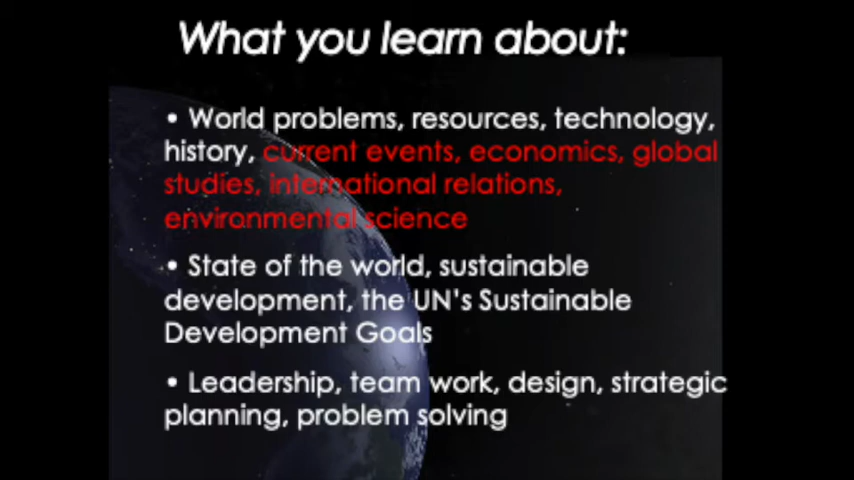 What you learn about:
• World problems, resources, technology,
history, current events, economics, global
studies, international relations,
environmental science
• State of the world, sustainable
development, the UN's Sustainable
Development Goals
• Leadership, team work, design, strategic
planning, problem solving